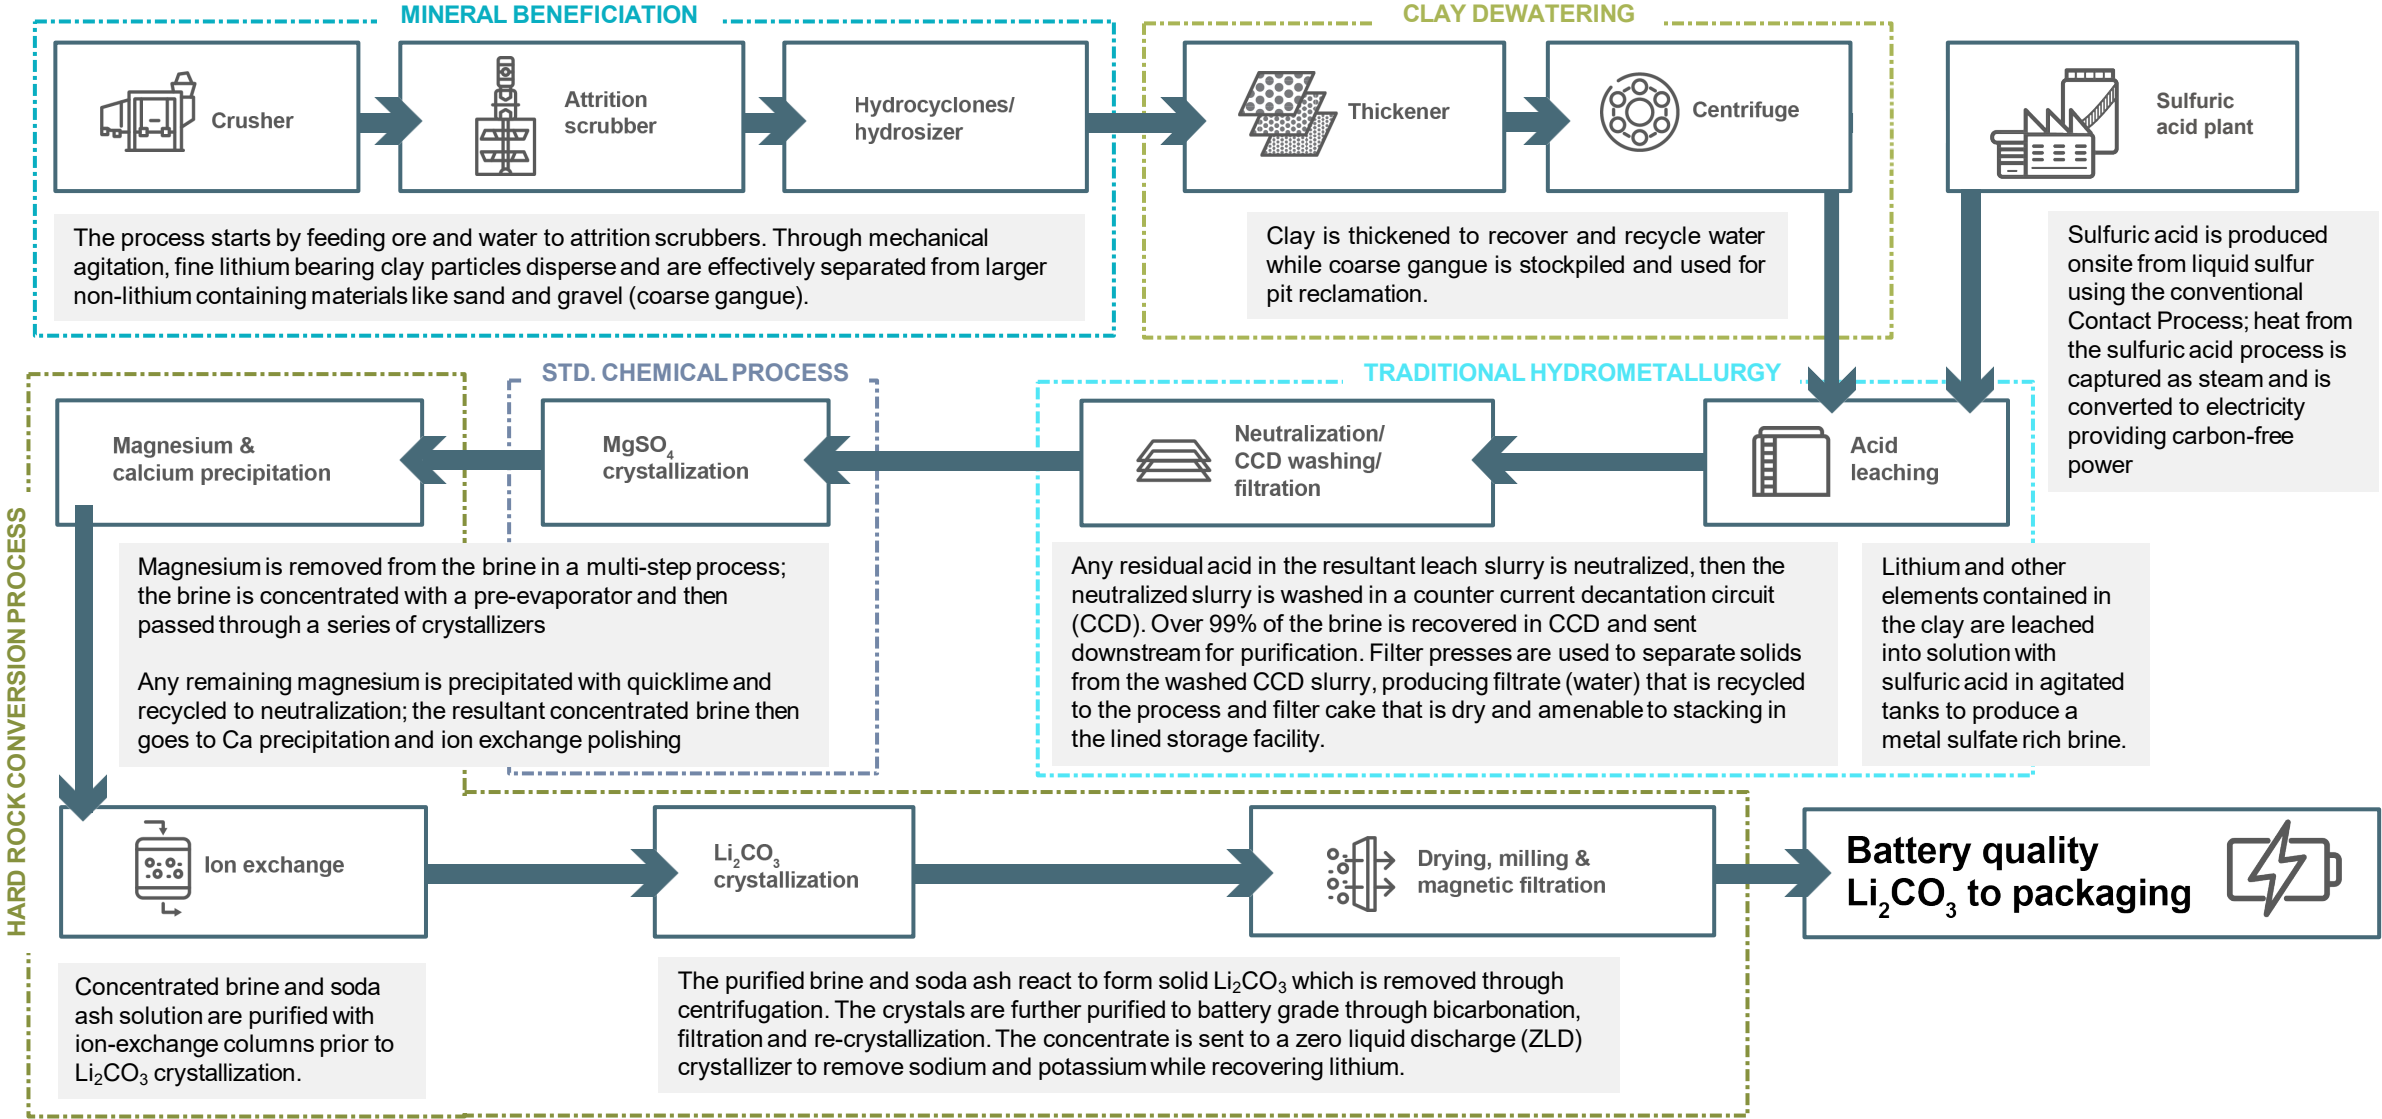 MINERAL BENEFICIATION
CLAY DEWATERING
Crusher
Attrition
scrubber
Hydrocyclones/
hydrosizer
Thickener
Centrifuge
Sulfuric
acid plant
The process starts by feeding ore and water to attrition scrubbers. Through mechanical
agitation, fine lithium bearing clay particles disperse and are effectively separated from larger
non-lithium containing materials like sand and gravel (coarse gangue).
Clay is thickened to recover and recycle water
while coarse gangue is stockpiled and used for
pit reclamation.
Sulfuric acid is produced
onsite from liquid sulfur
using the conventional
Contact Process; heat from
the sulfuric acid process is
captured as steam and is
converted to electricity
providing carbon-free
power
HARD ROCK CONVERSION PROCESS
STD. CHEMICAL PROCESS
TRADITIONAL HYDROMETALLURGY
Magnesium &
calcium precipitation
MgSO4
crystallization
Neutralization/
CCD washing/
filtration
Acid
leaching
Magnesium is removed from the brine in a multi-step process;
the brine is concentrated with a pre-evaporator and then
passed through a series of crystallizers
Any remaining magnesium is precipitated with quicklime and
recycled to neutralization; the resultant concentrated brine then
goes to Ca precipitation and ion exchange polishing
Any residual acid in the resultant leach slurry is neutralized, then the
neutralized slurry is washed in a counter current decantation circuit
(CCD). Over 99% of the brine is recovered in CCD and sent
downstream for purification. Filter presses are used to separate solids
from the washed CCD slurry, producing filtrate (water) that is recycled
to the process and filter cake that is dry and amenable to stacking in
the lined storage facility.
Lithium and other
elements contained in
the clay are leached
into solution with
sulfuric acid in agitated
tanks to produce a
metal sulfate rich brine.
Ion exchange
Li2CO3
crystallization
Drying, milling &
magnetic filtration
Battery quality
Li2CO3 to packaging
Concentrated brine and soda
ash solution are purified with
ion-exchange columns prior to
Li2CO3 crystallization.
The purified brine and soda ash react to form solid Li2CO3 which is removed through
centrifugation. The crystals are further purified to battery grade through bicarbonation,
filtration and re-crystallization. The concentrate is sent to a zero liquid discharge (ZLD)
crystallizer to remove sodium and potassium while recovering lithium.